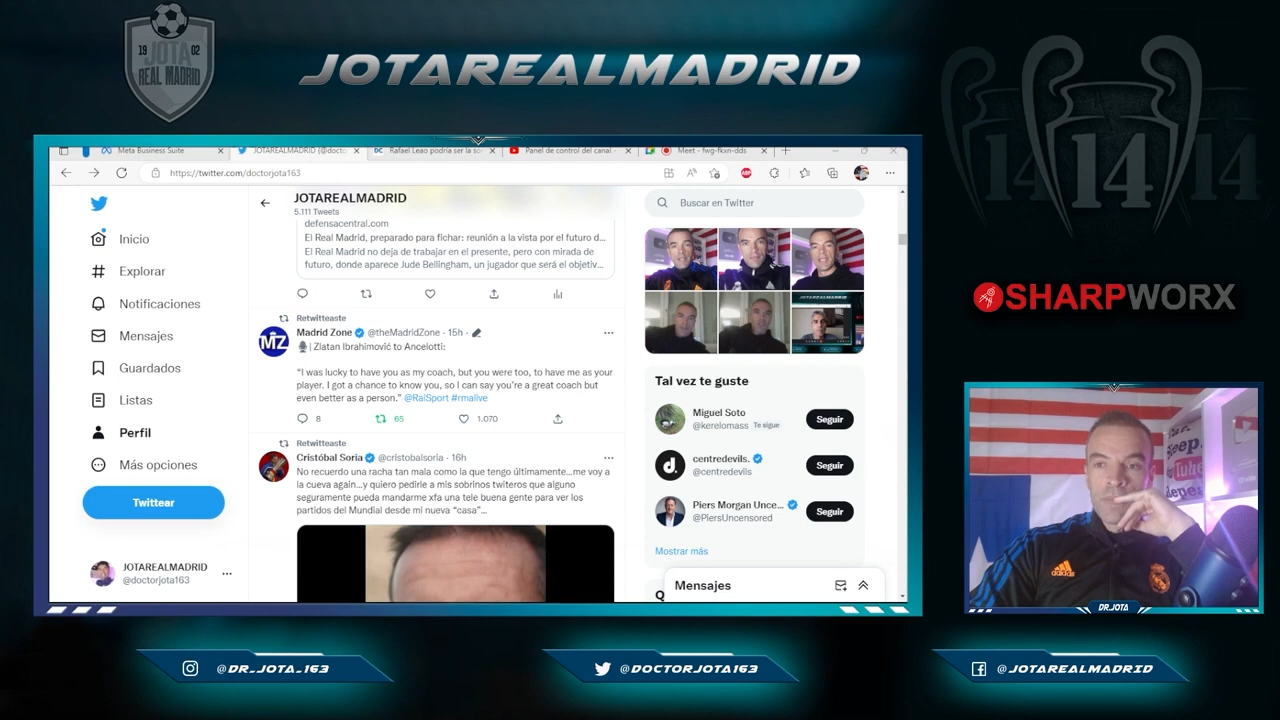 19 02
JOTA
REAL MADRID
JOTAREALMADRID
14
14
14
SHARPWORX
Meta Business Suite
JOTAREALMADRID (@docto
Rafael Leao podría ser la so
Panel de control del canal -
Meet - fwg-fkxn-dds
https://twitter.com/doctorjota163
JOTAREALMADRID
5.111 Tweets
Buscar en Twitter
Inicio
Explorar
Notificaciones
Mensajes
Guardados
Listas
Perfil
Más opciones
Twittear
JOTAREALMADRID
@doctorjota163
defensacentral.com
El Real Madrid, preparado para fichar: reunión a la vista por el futuro d...
El Real Madrid no deja de trabajar en el presente, pero con mirada de
futuro, donde aparece Jude Bellingham, un jugador que será el objetiv...
Retwitteaste
MZ
Madrid Zone @theMadridZone · 15h ·
| Zlatan Ibrahimović to Ancelotti:
“I was lucky to have you as my coach, but you were too, to have me as your
player. I got a chance to know you, so I can say you're a great coach but
even better as a person.” @RaiSport #rmalive
8 65 1.070
Retwitteaste
Cristóbal Soria @cristobalsoria · 16h
No recuerdo una racha tan mala como la que tengo últimamente...me voy a
la cueva again...y quiero pedirle a mis sobrinos twiteros que alguno
seguramente pueda mandarme xfa una tele buena gente para ver los
partidos del Mundial desde mi nueva “casa”...
Tal vez te guste
Miguel Soto
@kerelomass Te sigue
Seguir
d.
centredevils.
@centredevils
Seguir
Piers Morgan Unce...
@PiersUncensored
Seguir
Mostrar más
Mensajes
adidas
DR.JOTA
@DR_JOTA_163
@DOCTORJOTA163
@JOTAREALMADRID